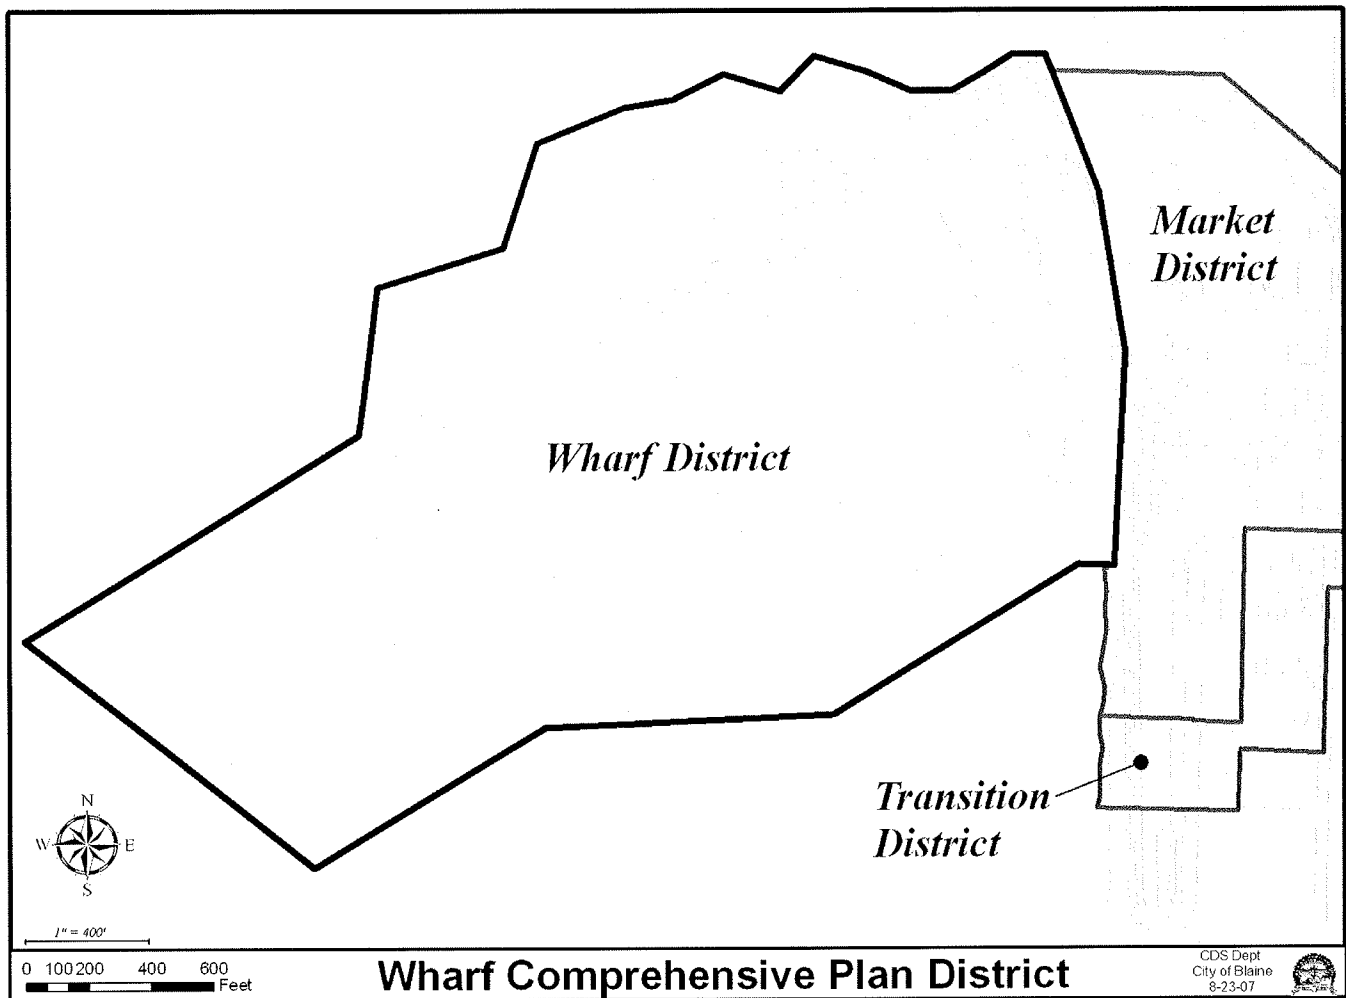 Market
District
Wharf District
Transition
District
N
W E
S
1" = 400'
0 100 200 400 600
Feet
Wharf Comprehensive Plan District
CDS Dept
City of Blaine
8-23-07